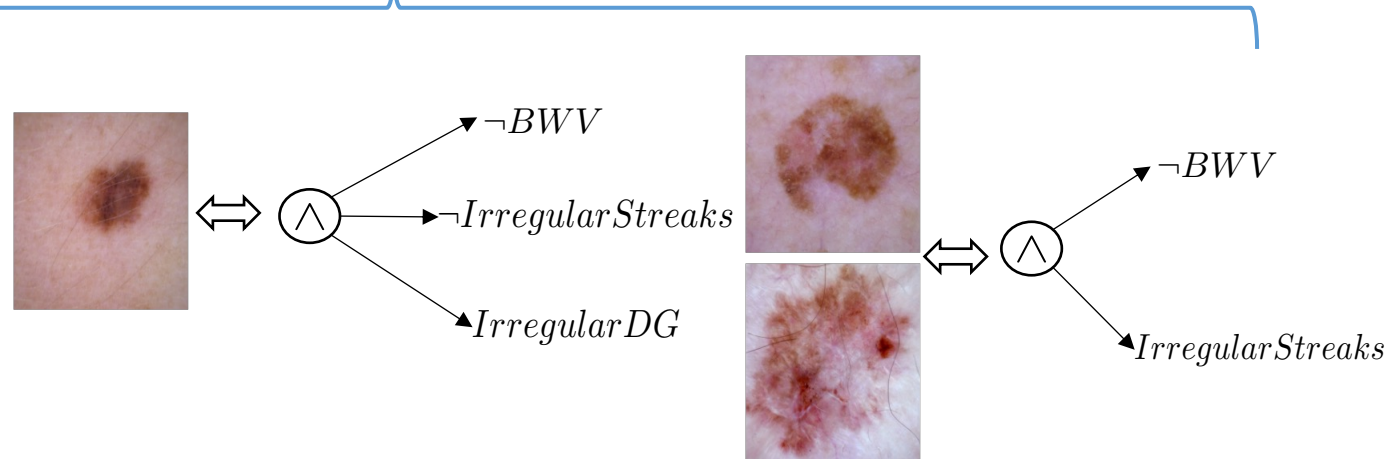 ¬BWV
∧
¬IrregularStreaks
IrregularDG
¬BWV
∧
IrregularStreaks